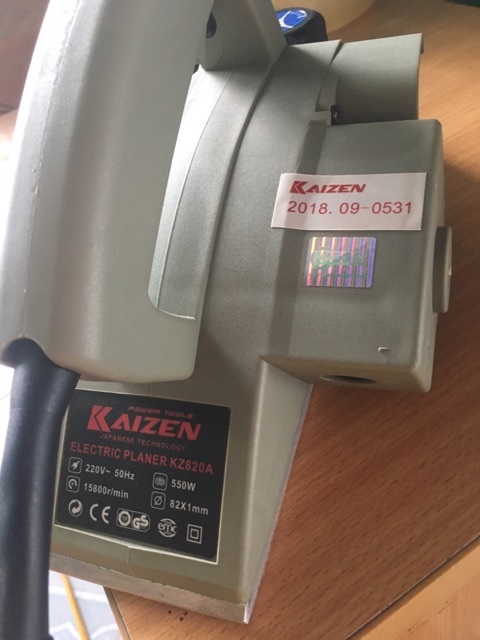 KAIZEN
2018.09-0531
POWER TOOLS
KAIZEN
JAPANESE TECHNOLOGY
ELECTRIC PLANER KZ820A
220V~ 50Hz
550W
15800r/min
82X1mm
CE GS emc